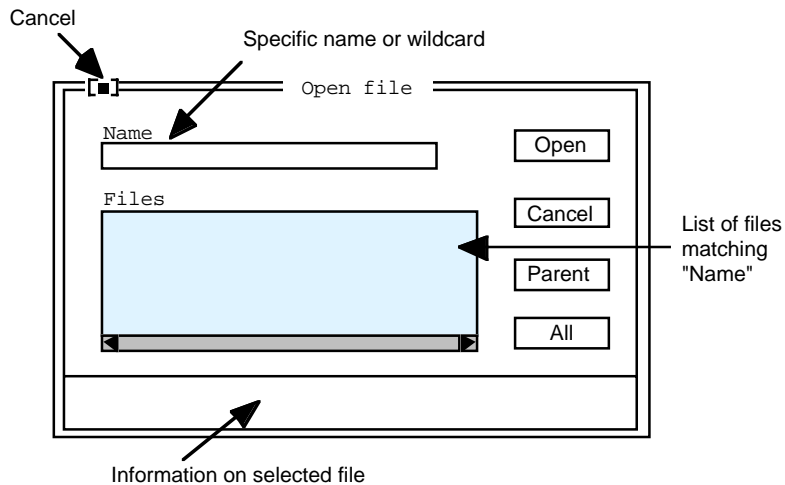 Cancel
Specific name or wildcard
Open file
Name
Open
Files
Cancel
List of files
matching
"Name"
Parent
All
Information on selected file